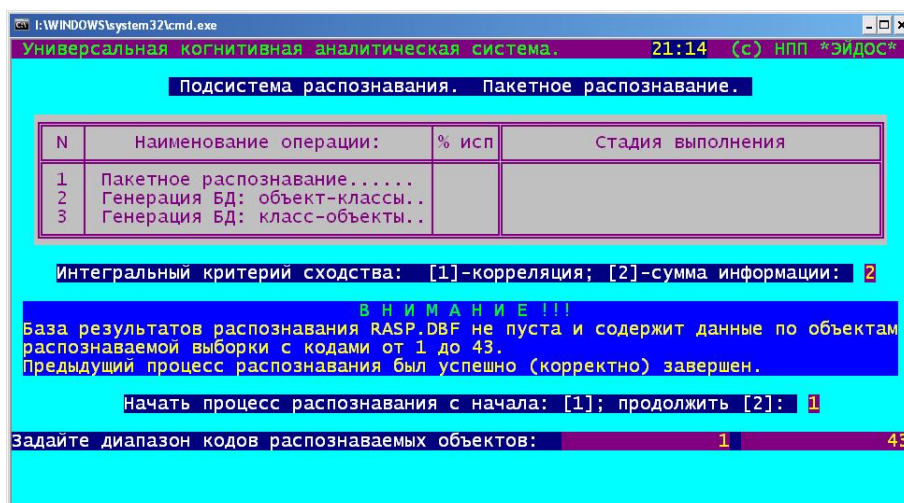 I:\WINDOWS\system32\cmd.exe
Универсальная когнитивная аналитическая система. 21:14 (с) НПП *ЭЙДОС*
Подсистема распознавания. Пакетное распознавание.
N Наименование операции: % исп Стадия выполнения
1 Пакетное распознавание......
2 Генерация БД: объект-классы..
3 Генерация БД: класс-объекты..
Интегральный критерий сходства: [1]-корреляция; [2]-сумма информации: 2
В Н И М А Н И Е !!!
База результатов распознавания RASP.DBF не пуста и содержит данные по объектам
распознаваемой выборки с кодами от 1 до 43.
Предыдущий процесс распознавания был успешно (корректно) завершен.
Начать процесс распознавания с начала: [1]; продолжить [2]: 1
Задайте диапазон кодов распознаваемых объектов: 1 43